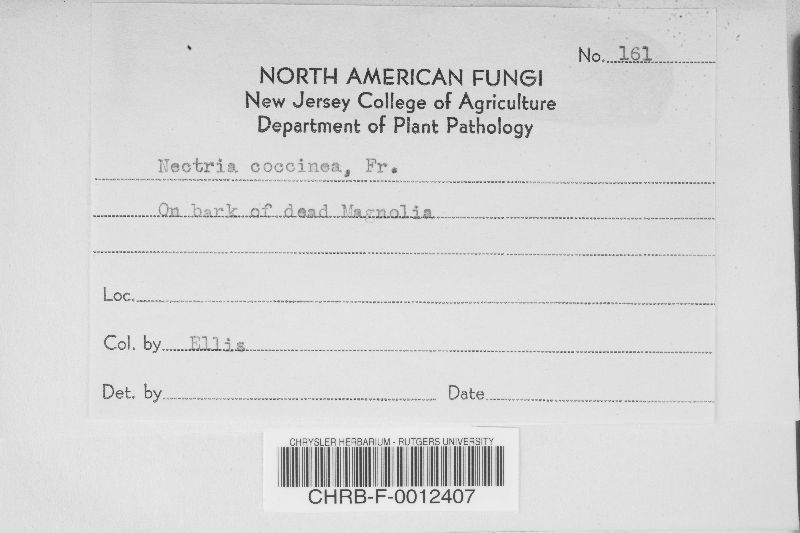 No. 161
NORTH AMERICAN FUNGI
New Jersey College of Agriculture
Department of Plant Pathology
Nectria coccinea, Fr.
On bark of dead Magnolia
Loc.
Col. by Ellis
Det. by Date
CHRYSLER HERBARIUM - RUTGERS UNIVERSITY
CHRB-F-0012407